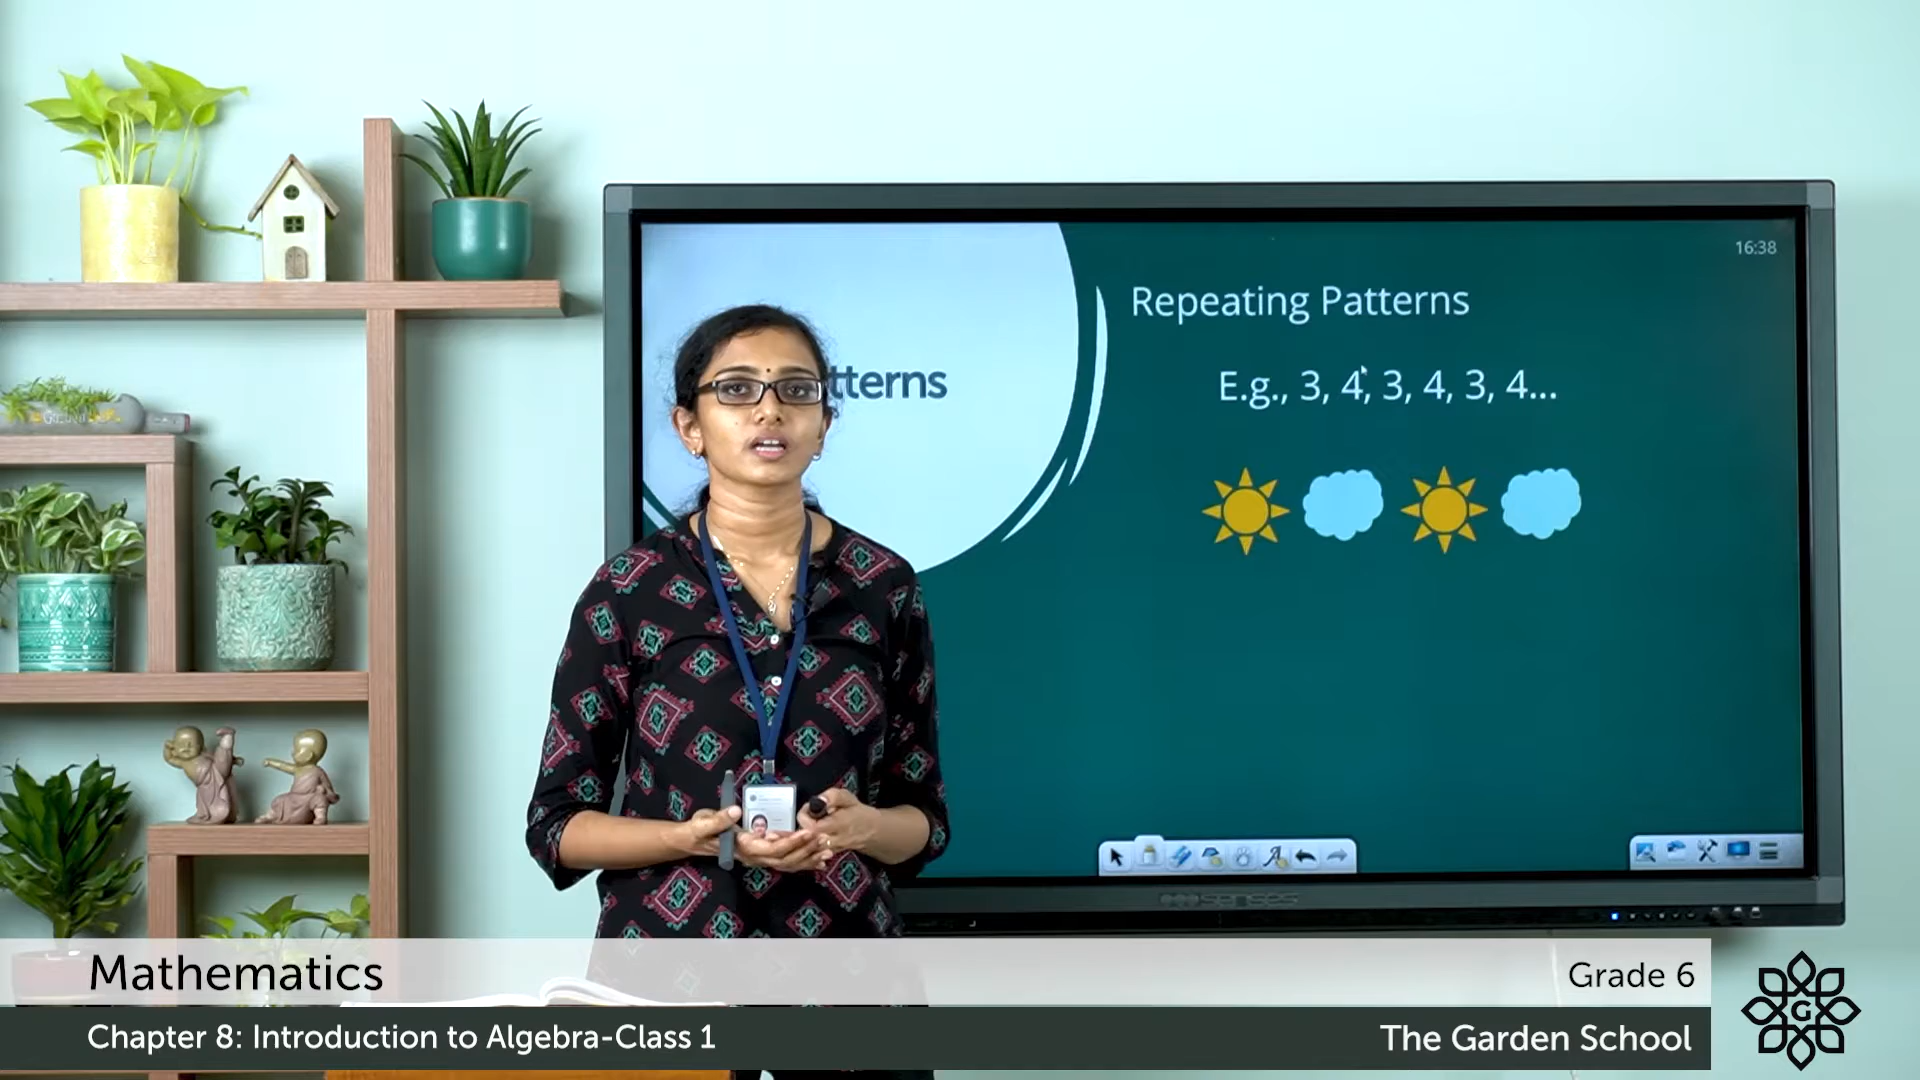 16:38
Repeating Patterns
tterns
E.g., 3, 4, 3, 4, 3, 4...
Mathematics
Grade 6
Chapter 8: Introduction to Algebra-Class 1
The Garden School
G